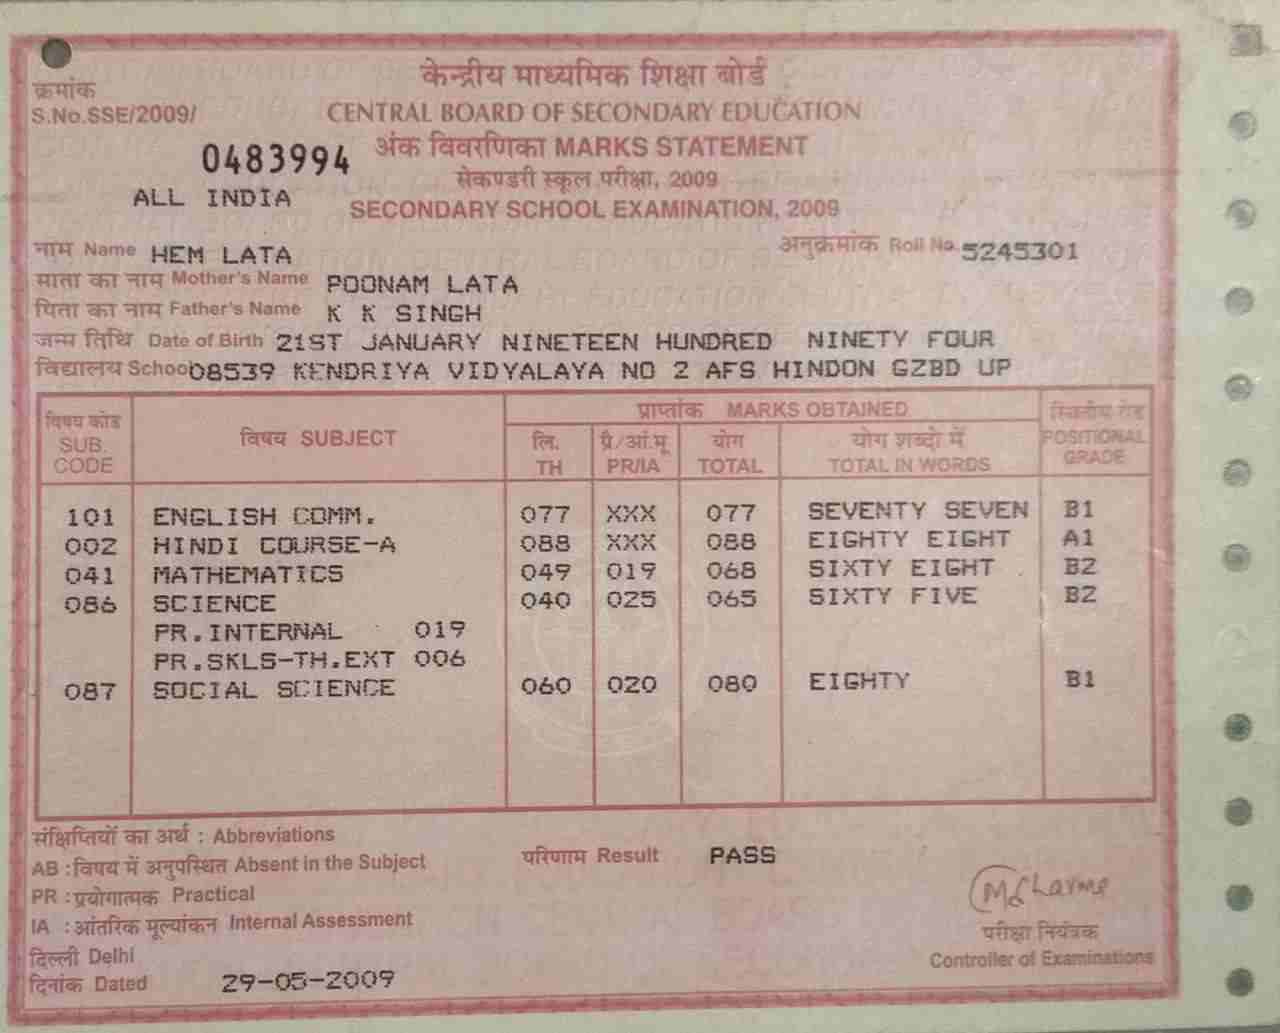 केन्द्रीय माध्यमिक शिक्षा बोर्ड
क्रमांक
S.No.SSE/2009/
CENTRAL BOARD OF SECONDARY EDUCATION
0483994
अंक विवरणिका MARKS STATEMENT
सेकण्डरी स्कूल परीक्षा, 2009
ALL INDIA
SECONDARY SCHOOL EXAMINATION, 2009
नाम Name HEM LATA अनुक्रमांक Roll No. 5245301
माता का नाम Mother's Name POONAM LATA
पिता का नाम Father's Name K K SINGH
जन्म तिथि Date of Birth 21ST JANUARY NINETEEN HUNDRED NINETY FOUR
विद्यालय School 08539 KENDRIYA VIDYALAYA NO 2 AFS HINDON GZBD UP
विषय कोड SUB. CODE विषय SUBJECT प्राप्तांक MARKS OBTAINED POSITIONAL GRADE
लि. TH प्रै./आं.मू. PR/IA योग TOTAL योग शब्दो में TOTAL IN WORDS
101 ENGLISH COMM. 077 XXX 077 SEVENTY SEVEN B1
002 HINDI COURSE-A 088 XXX 088 EIGHTY EIGHT A1
041 MATHEMATICS 049 019 068 SIXTY EIGHT B2
086 SCIENCE 040 025 065 SIXTY FIVE B2
PR.INTERNAL 019
PR.SKLS-TH.EXT 006
087 SOCIAL SCIENCE 060 020 080 EIGHTY B1
संक्षिप्तियों का अर्थ : Abbreviations
AB : विषय में अनुपस्थित Absent in the Subject
परिणाम Result PASS
PR : प्रयोगात्मक Practical
IA : आंतरिक मूल्यांकन Internal Assessment
परीक्षा नियंत्रक
दिल्ली Delhi
Controller of Examinations
दिनांक Dated 29-05-2009